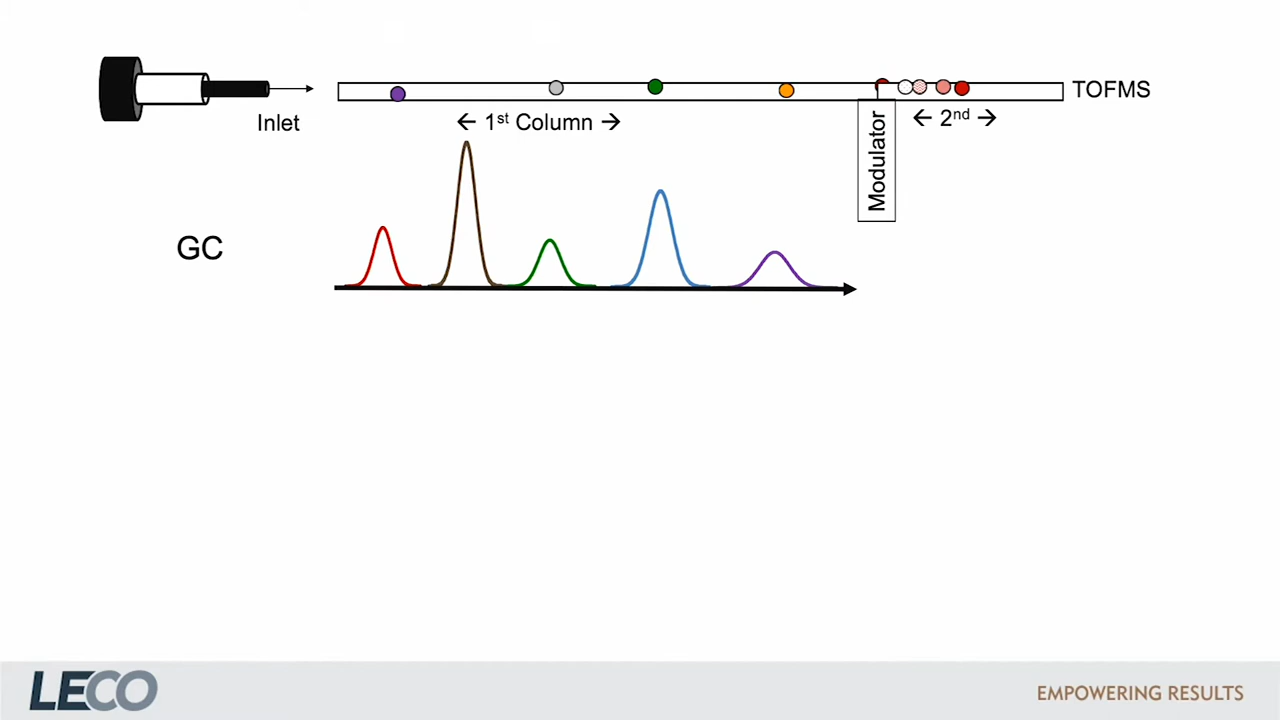 TOFMS
Inlet
← 1st Column →
← 2nd →
Modulator
GC
LECO
EMPOWERING RESULTS